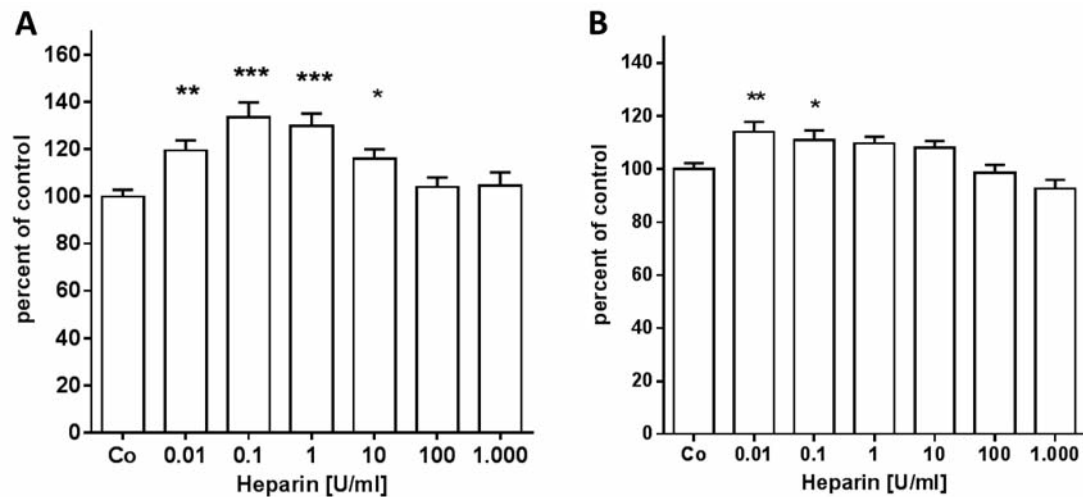 A
percent of control
160
140
120
100
80
60
40
20
0
** *** *** *
Co 0.01 0.1 1 10 100 1.000
Heparin [U/ml]
B
percent of control
140
120
100
80
60
40
20
0
** *
Co 0.01 0.1 1 10 100 1.000
Heparin [U/ml]